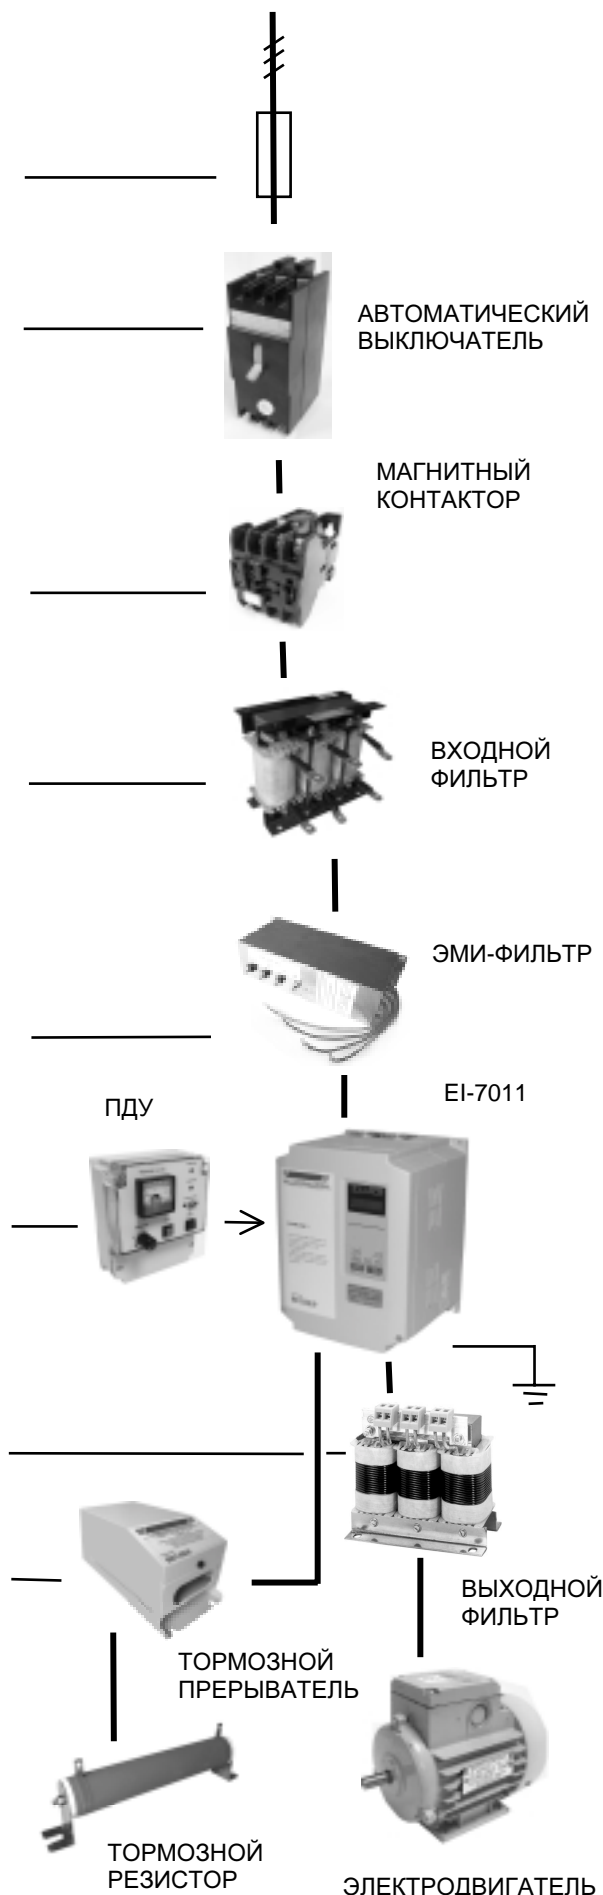 АВТОМАТИЧЕСКИЙ
ВЫКЛЮЧАТЕЛЬ
МАГНИТНЫЙ
КОНТАКТОР
ВХОДНОЙ
ФИЛЬТР
ЭМИ-ФИЛЬТР
EI-7011
ПДУ
ВЫХОДНОЙ
ФИЛЬТР
ТОРМОЗНОЙ
ПРЕРЫВАТЕЛЬ
ТОРМОЗНОЙ
РЕЗИСТОР
ЭЛЕКТРОДВИГАТЕЛЬ